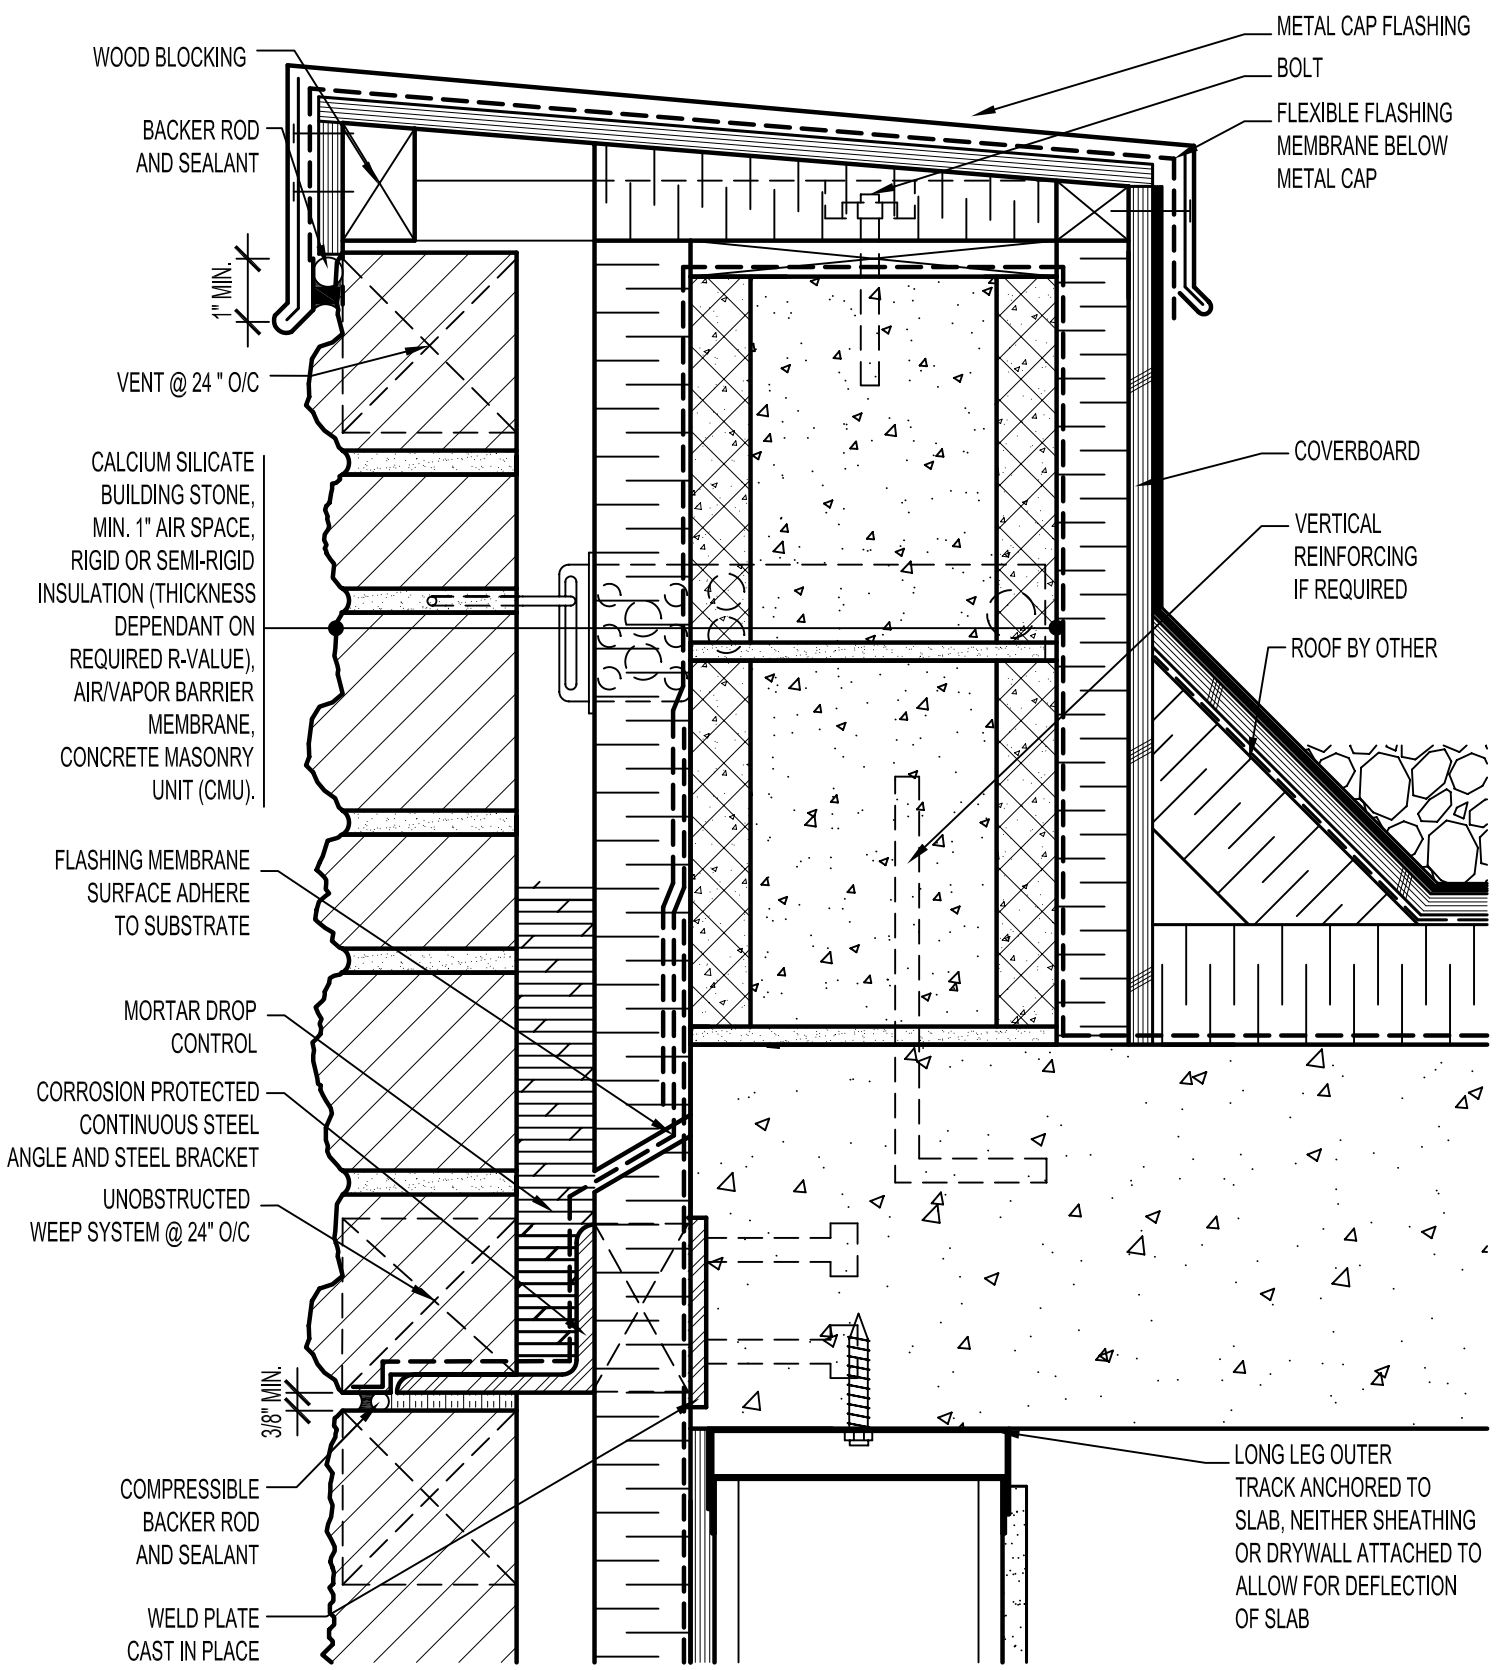 WOOD BLOCKING
BACKER ROD
AND SEALANT
1" MIN.
VENT @ 24 " O/C
CALCIUM SILICATE
BUILDING STONE,
MIN. 1" AIR SPACE,
RIGID OR SEMI-RIGID
INSULATION (THICKNESS
DEPENDANT ON
REQUIRED R-VALUE),
AIR/VAPOR BARRIER
MEMBRANE,
CONCRETE MASONRY
UNIT (CMU).
FLASHING MEMBRANE
SURFACE ADHERE
TO SUBSTRATE
MORTAR DROP
CONTROL
CORROSION PROTECTED
CONTINUOUS STEEL
ANGLE AND STEEL BRACKET
UNOBSTRUCTED
WEEP SYSTEM @ 24" O/C
3/8" MIN.
COMPRESSIBLE
BACKER ROD
AND SEALANT
WELD PLATE
CAST IN PLACE
METAL CAP FLASHING
BOLT
FLEXIBLE FLASHING
MEMBRANE BELOW
METAL CAP
COVERBOARD
VERTICAL
REINFORCING
IF REQUIRED
ROOF BY OTHER
LONG LEG OUTER
TRACK ANCHORED TO
SLAB, NEITHER SHEATHING
OR DRYWALL ATTACHED TO
ALLOW FOR DEFLECTION
OF SLAB